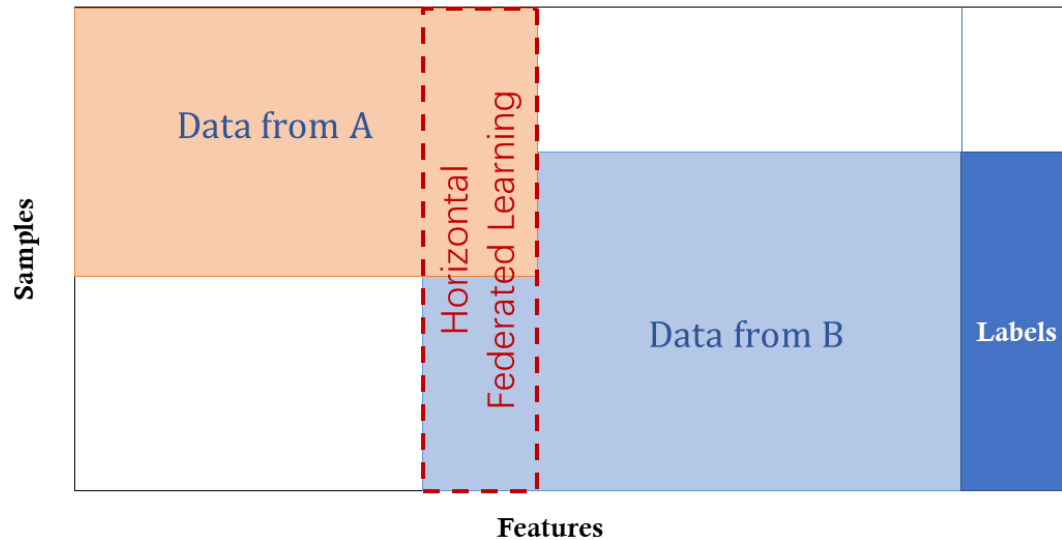 Data from A
Horizontal
Federated Learning
Samples
Data from B
Labels
Features